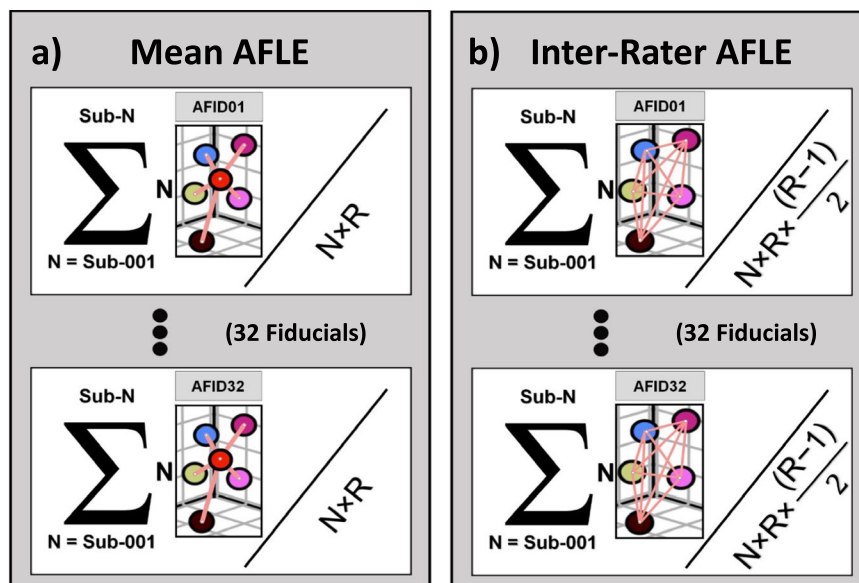 a) Mean AFLE
Sub-N
AFID01
∑ N
N = Sub-001
N×R
(32 Fiducials)
Sub-N
AFID32
∑ N
N = Sub-001
N×R
b) Inter-Rater AFLE
Sub-N
AFID01
∑ N
N = Sub-001
N×R× (R−1)
2
(32 Fiducials)
Sub-N
AFID32
∑ N
N = Sub-001
N×R× (R−1)
2